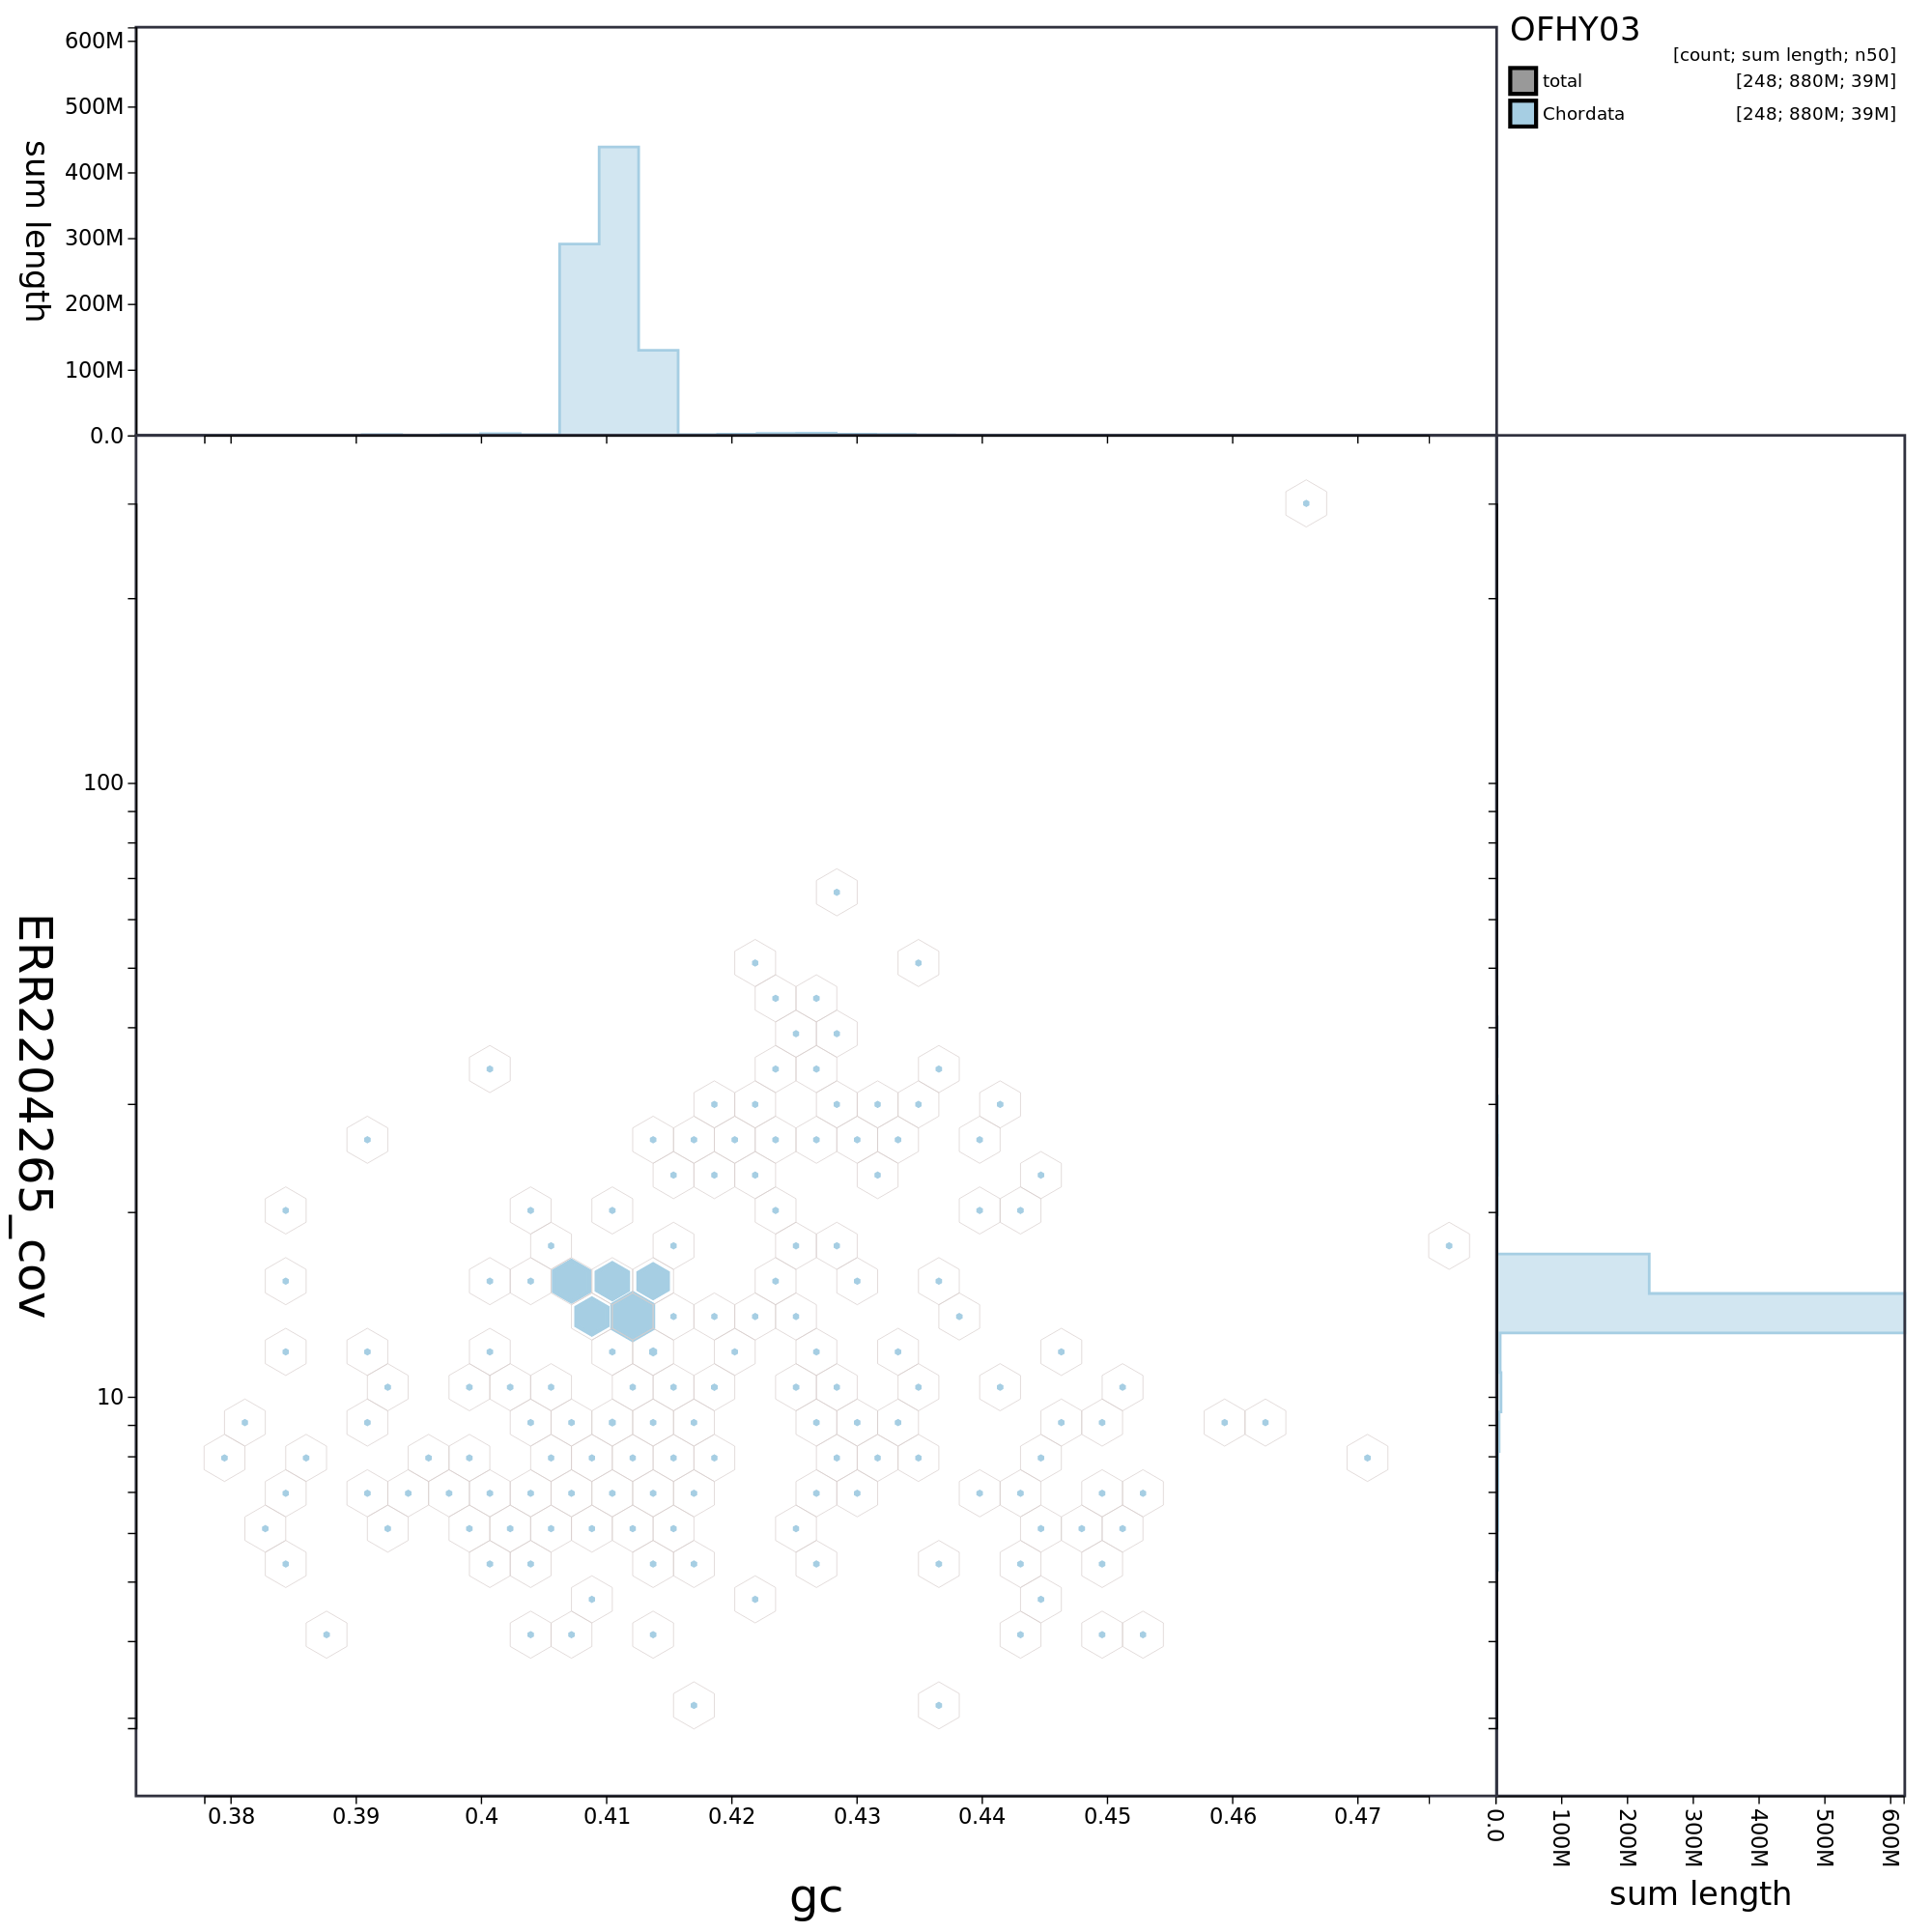 OFHY03
[count; sum length; n50]
total [248; 880M; 39M]
Chordata [248; 880M; 39M]
sum length
600M
500M
400M
300M
200M
100M
0.0
ERR2204265_cov
100
10
0.38 0.39 0.4 0.41 0.42 0.43 0.44 0.45 0.46 0.47
gc
0.0 100M 200M 300M 400M 500M 600M
sum length